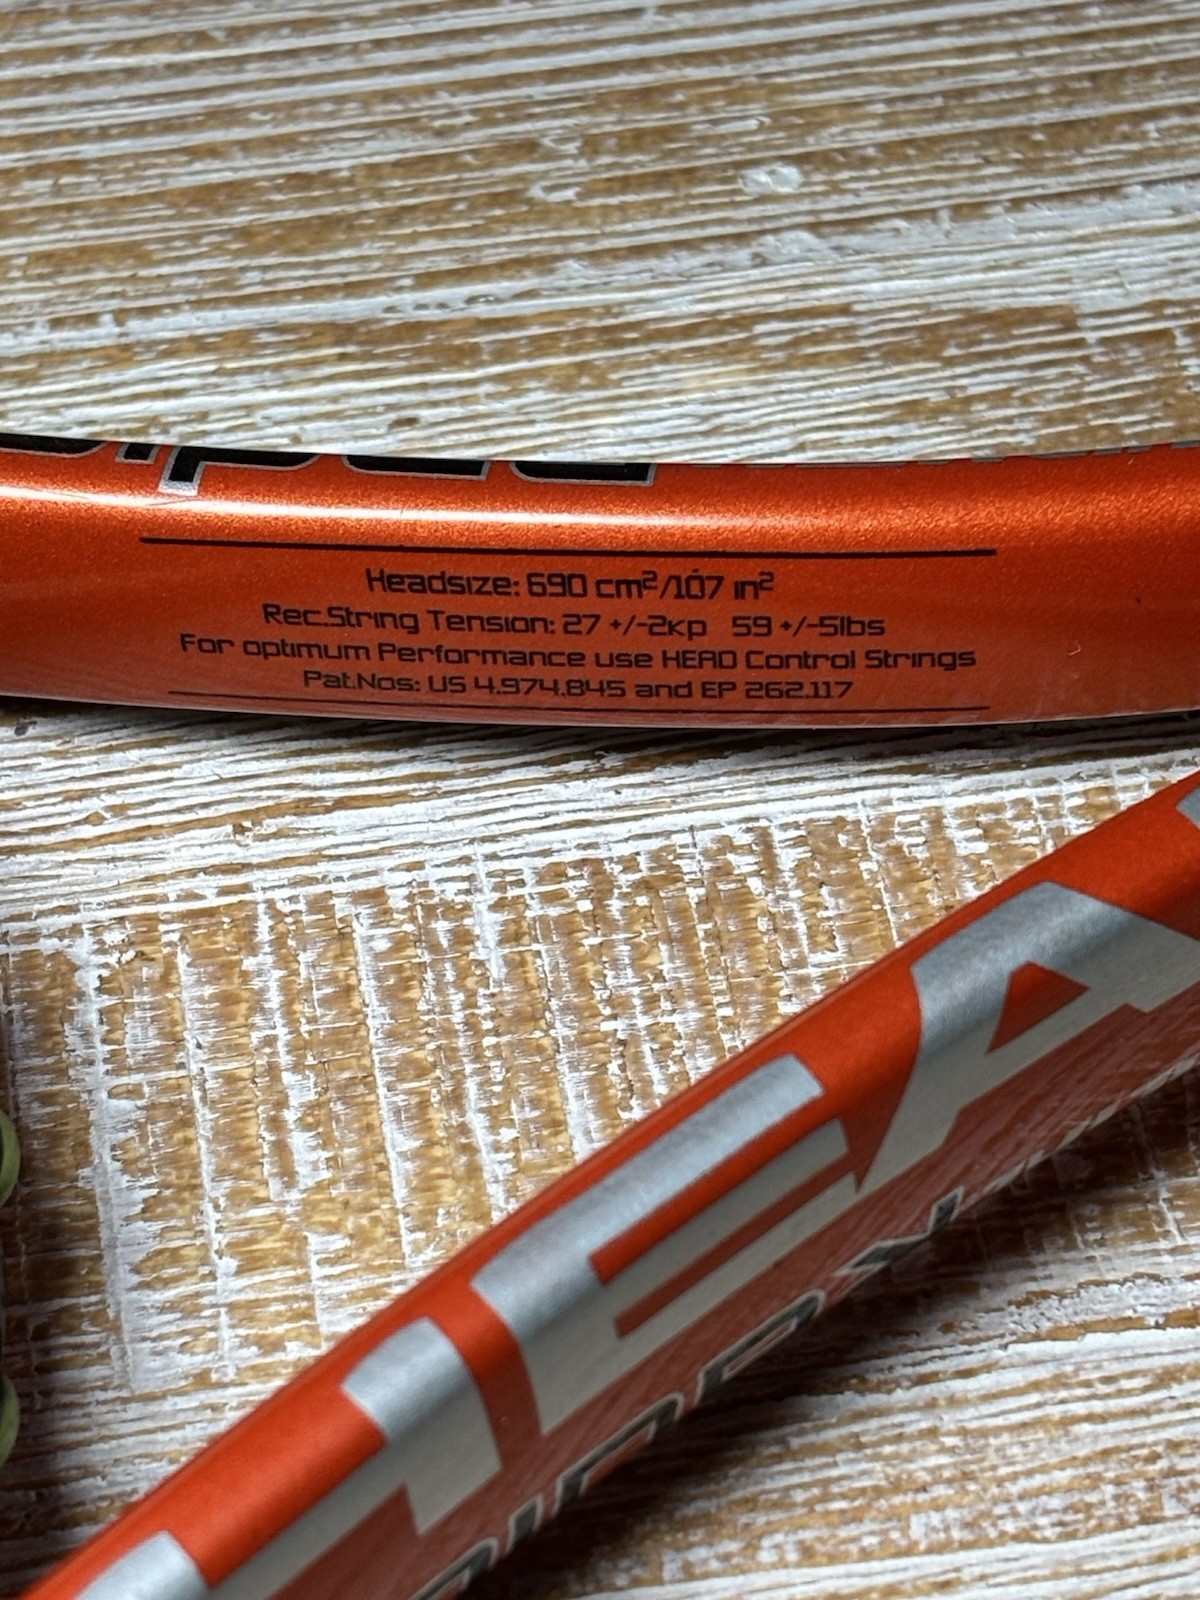 Headsize: 690 cm²/107 in²
Rec.String Tension: 27 +/-2kp 59 +/-5lbs
For optimum Performance use HEAD Control Strings
Pat.Nos: US 4.974.845 and EP 262.117
HEA